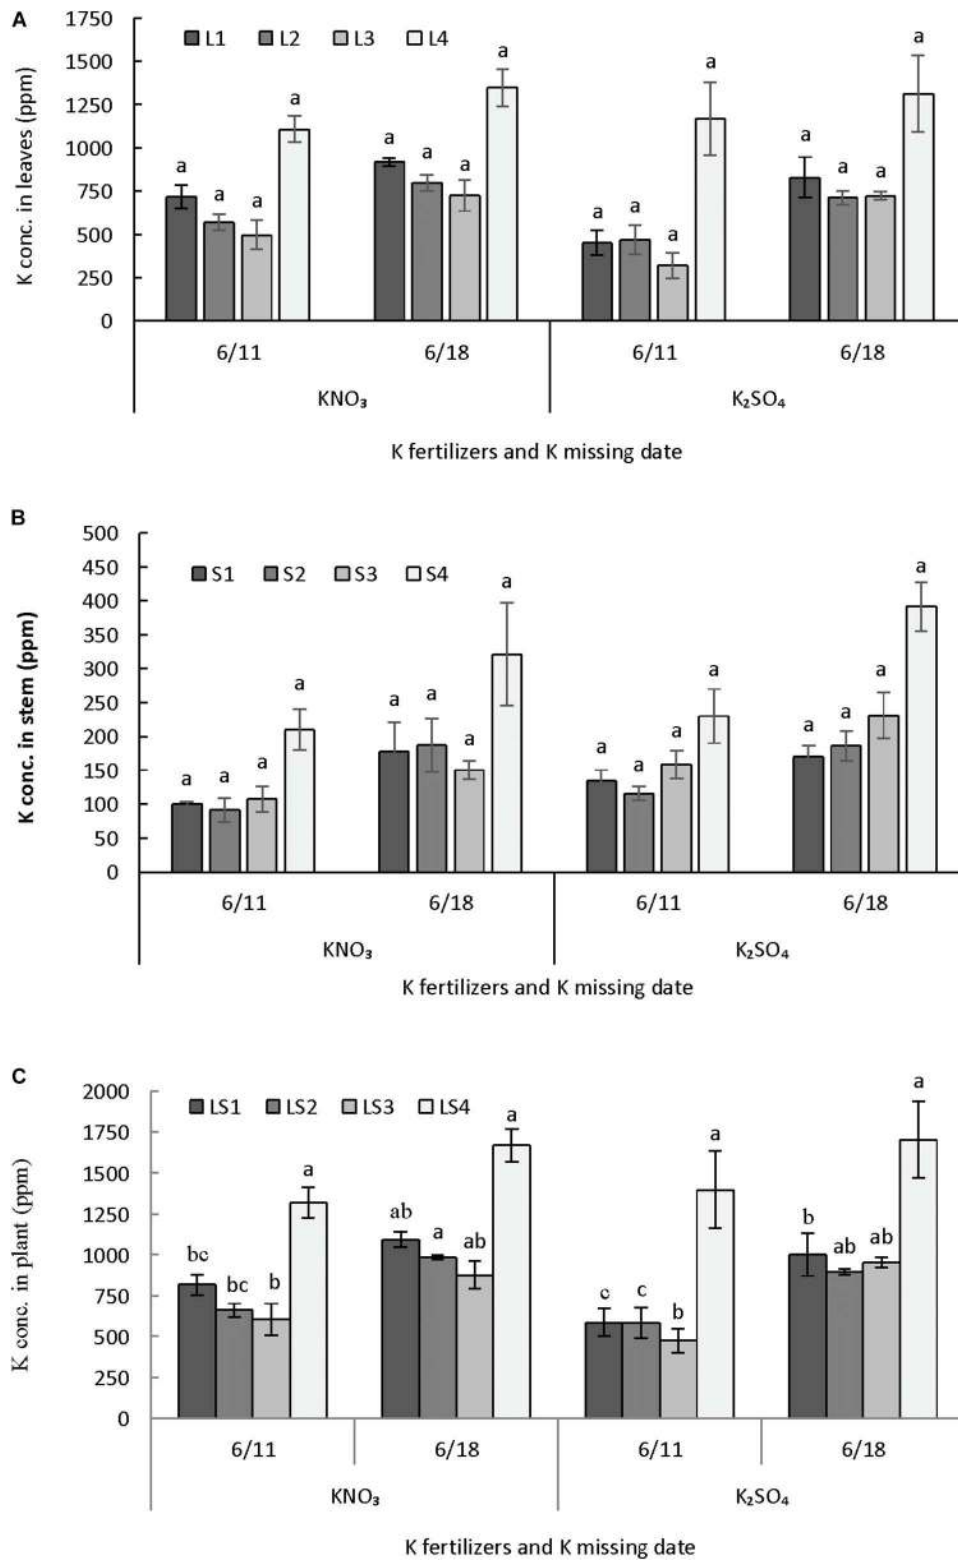 A
1750
1500
1250
1000
750
500
250
0
K conc. in leaves (ppm)
L1 L2 L3 L4
a a a a a a a a a a a a a a a a
6/11 6/18 6/11 6/18
KNO₃ K₂SO₄
K fertilizers and K missing date
B
500
450
400
350
300
250
200
150
100
50
0
K conc. in stem (ppm)
S1 S2 S3 S4
a a a a a a a a a a a a a a a a
6/11 6/18 6/11 6/18
KNO₃ K₂SO₄
K fertilizers and K missing date
C
2000
1750
1500
1250
1000
750
500
250
0
K conc. in plant (ppm)
LS1 LS2 LS3 LS4
bc bc b a ab a ab a c c b a b ab ab a
6/11 6/18 6/11 6/18
KNO₃ K₂SO₄
K fertilizers and K missing date